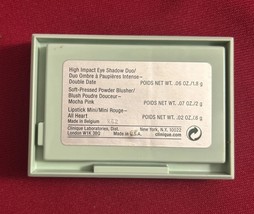 High Impact Eye Shadow Duo/
Duo Ombre à Paupières Intense~
Double Date POIDS NET WT. .06 OZ./1.8 g
Soft-Pressed Powder Blusher/
Blush Poudre Douceur~
Mocha Pink POIDS NET WT. .07 OZ./2 g
Lipstick Mini/Mini Rouge~
All Heart POIDS NET WT. .02 OZ./.8 g
Made in Belgium
Clinique Laboratories, Dist. New York, N.Y. 10022
London W1K 3BQ Made in U.S.A. clinique.com